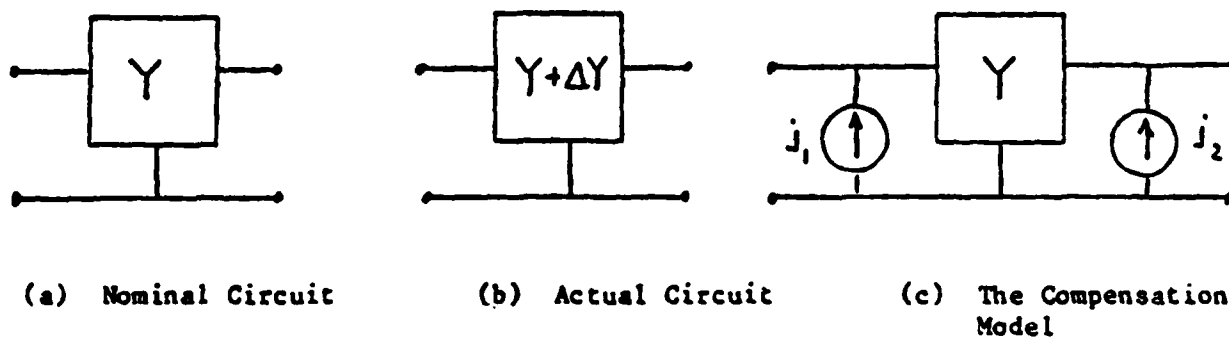 Y
Y+ΔY
Y
j₁
j₂
(a) Nominal Circuit
(b) Actual Circuit
(c) The Compensation
Model